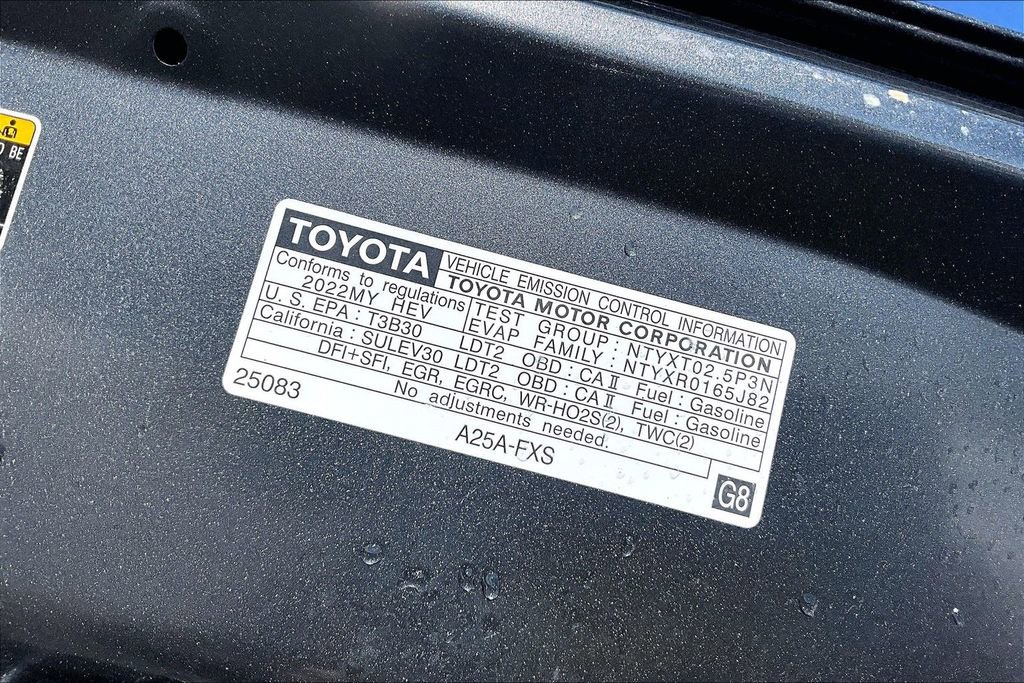 O BE
TOYOTA
VEHICLE EMISSION CONTROL INFORMATION
TOYOTA MOTOR CORPORATION
Conforms to regulations
2022MY HEV
TEST GROUP : NTYXT02.5P3N
EVAP FAMILY : NTYXR0165J82
U. S. EPA : T3B30 LDT2 OBD : CA II Fuel : Gasoline
California : SULEV30 LDT2 OBD : CA II Fuel : Gasoline
DFI+SFI, EGR, EGRC, WR-HO2S(2), TWC(2)
No adjustments needed.
25083
A25A-FXS
G8